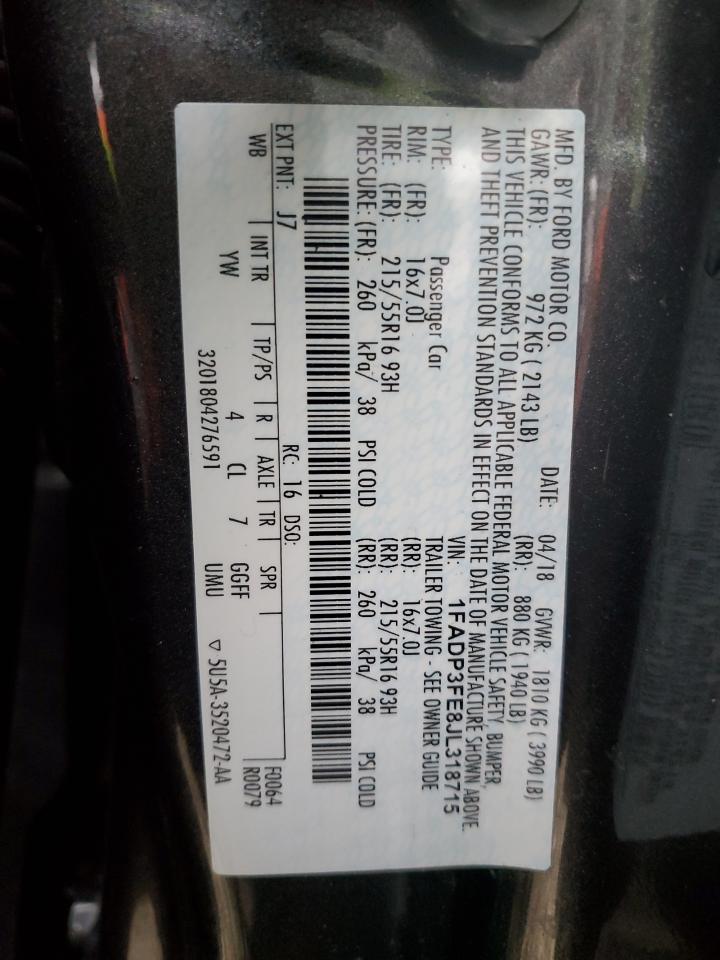 MFD. BY FORD MOTOR CO.
DATE: 04/18 GVWR: 1810 KG ( 3990 LB)
GAWR: (FR): 972 KG ( 2143 LB) (RR): 880 KG ( 1940 LB)
THIS VEHICLE CONFORMS TO ALL APPLICABLE FEDERAL MOTOR VEHICLE SAFETY, BUMPER,
AND THEFT PREVENTION STANDARDS IN EFFECT ON THE DATE OF MANUFACTURE SHOWN ABOVE.
VIN: 1FADP3FE8JL318715
TYPE: Passenger Car TRAILER TOWING - SEE OWNER GUIDE
RIM: (FR): 16x7.0J (RR): 16x7.0J
TIRE: (FR): 215/55R16 93H (RR): 215/55R16 93H
PRESSURE: (FR): 260 kPa/ 38 PSI COLD (RR): 260 kPa/ 38 PSI COLD
EXT PNT: J7 RC: 16 DSO: F0064
WB | INT TR | TP/PS | R | AXLE | TR | SPR | R0079
YW 4 CL 7 GGFF
3201804276591 UMU ▽ 5U5A-3520472-AA